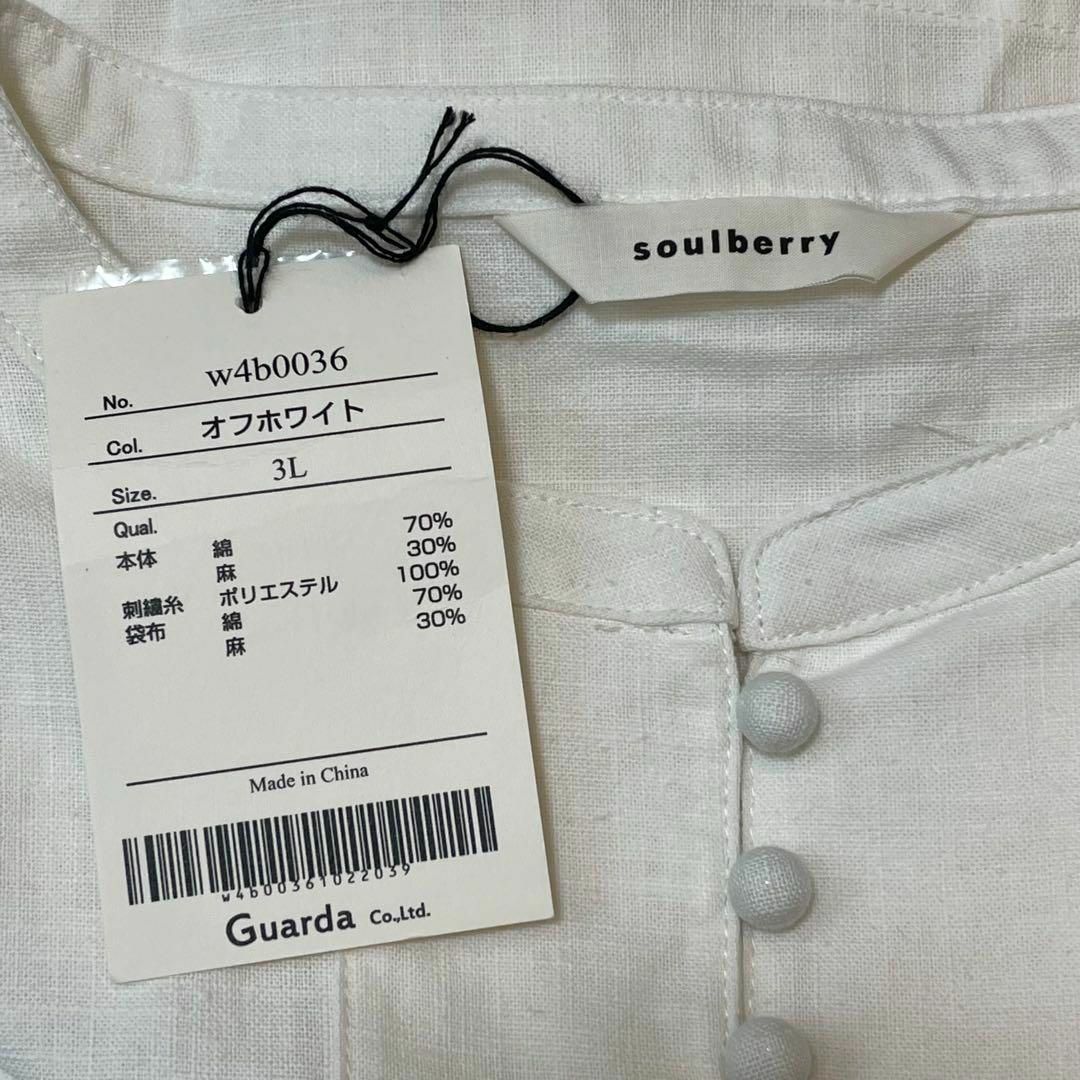 soulberry
No. w4b0036
Col. オフホワイト
Size. 3L
Qual.
本体 綿 70%
麻 30%
刺繍糸 ポリエステル 100%
袋布 綿 70%
麻 30%
Made in China
w4b00361022039
Guarda Co.,Ltd.